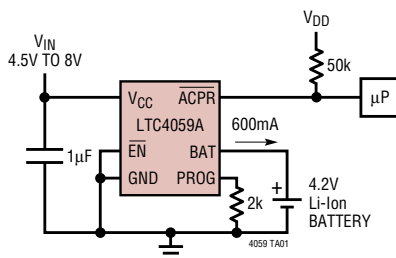 VDD
VIN
4.5V TO 8V
50k
VCC
ACPR
µP
LTC4059A
600mA
1µF
EN
BAT
GND
PROG
+
4.2V
Li-Ion
BATTERY
2k
4059 TA01